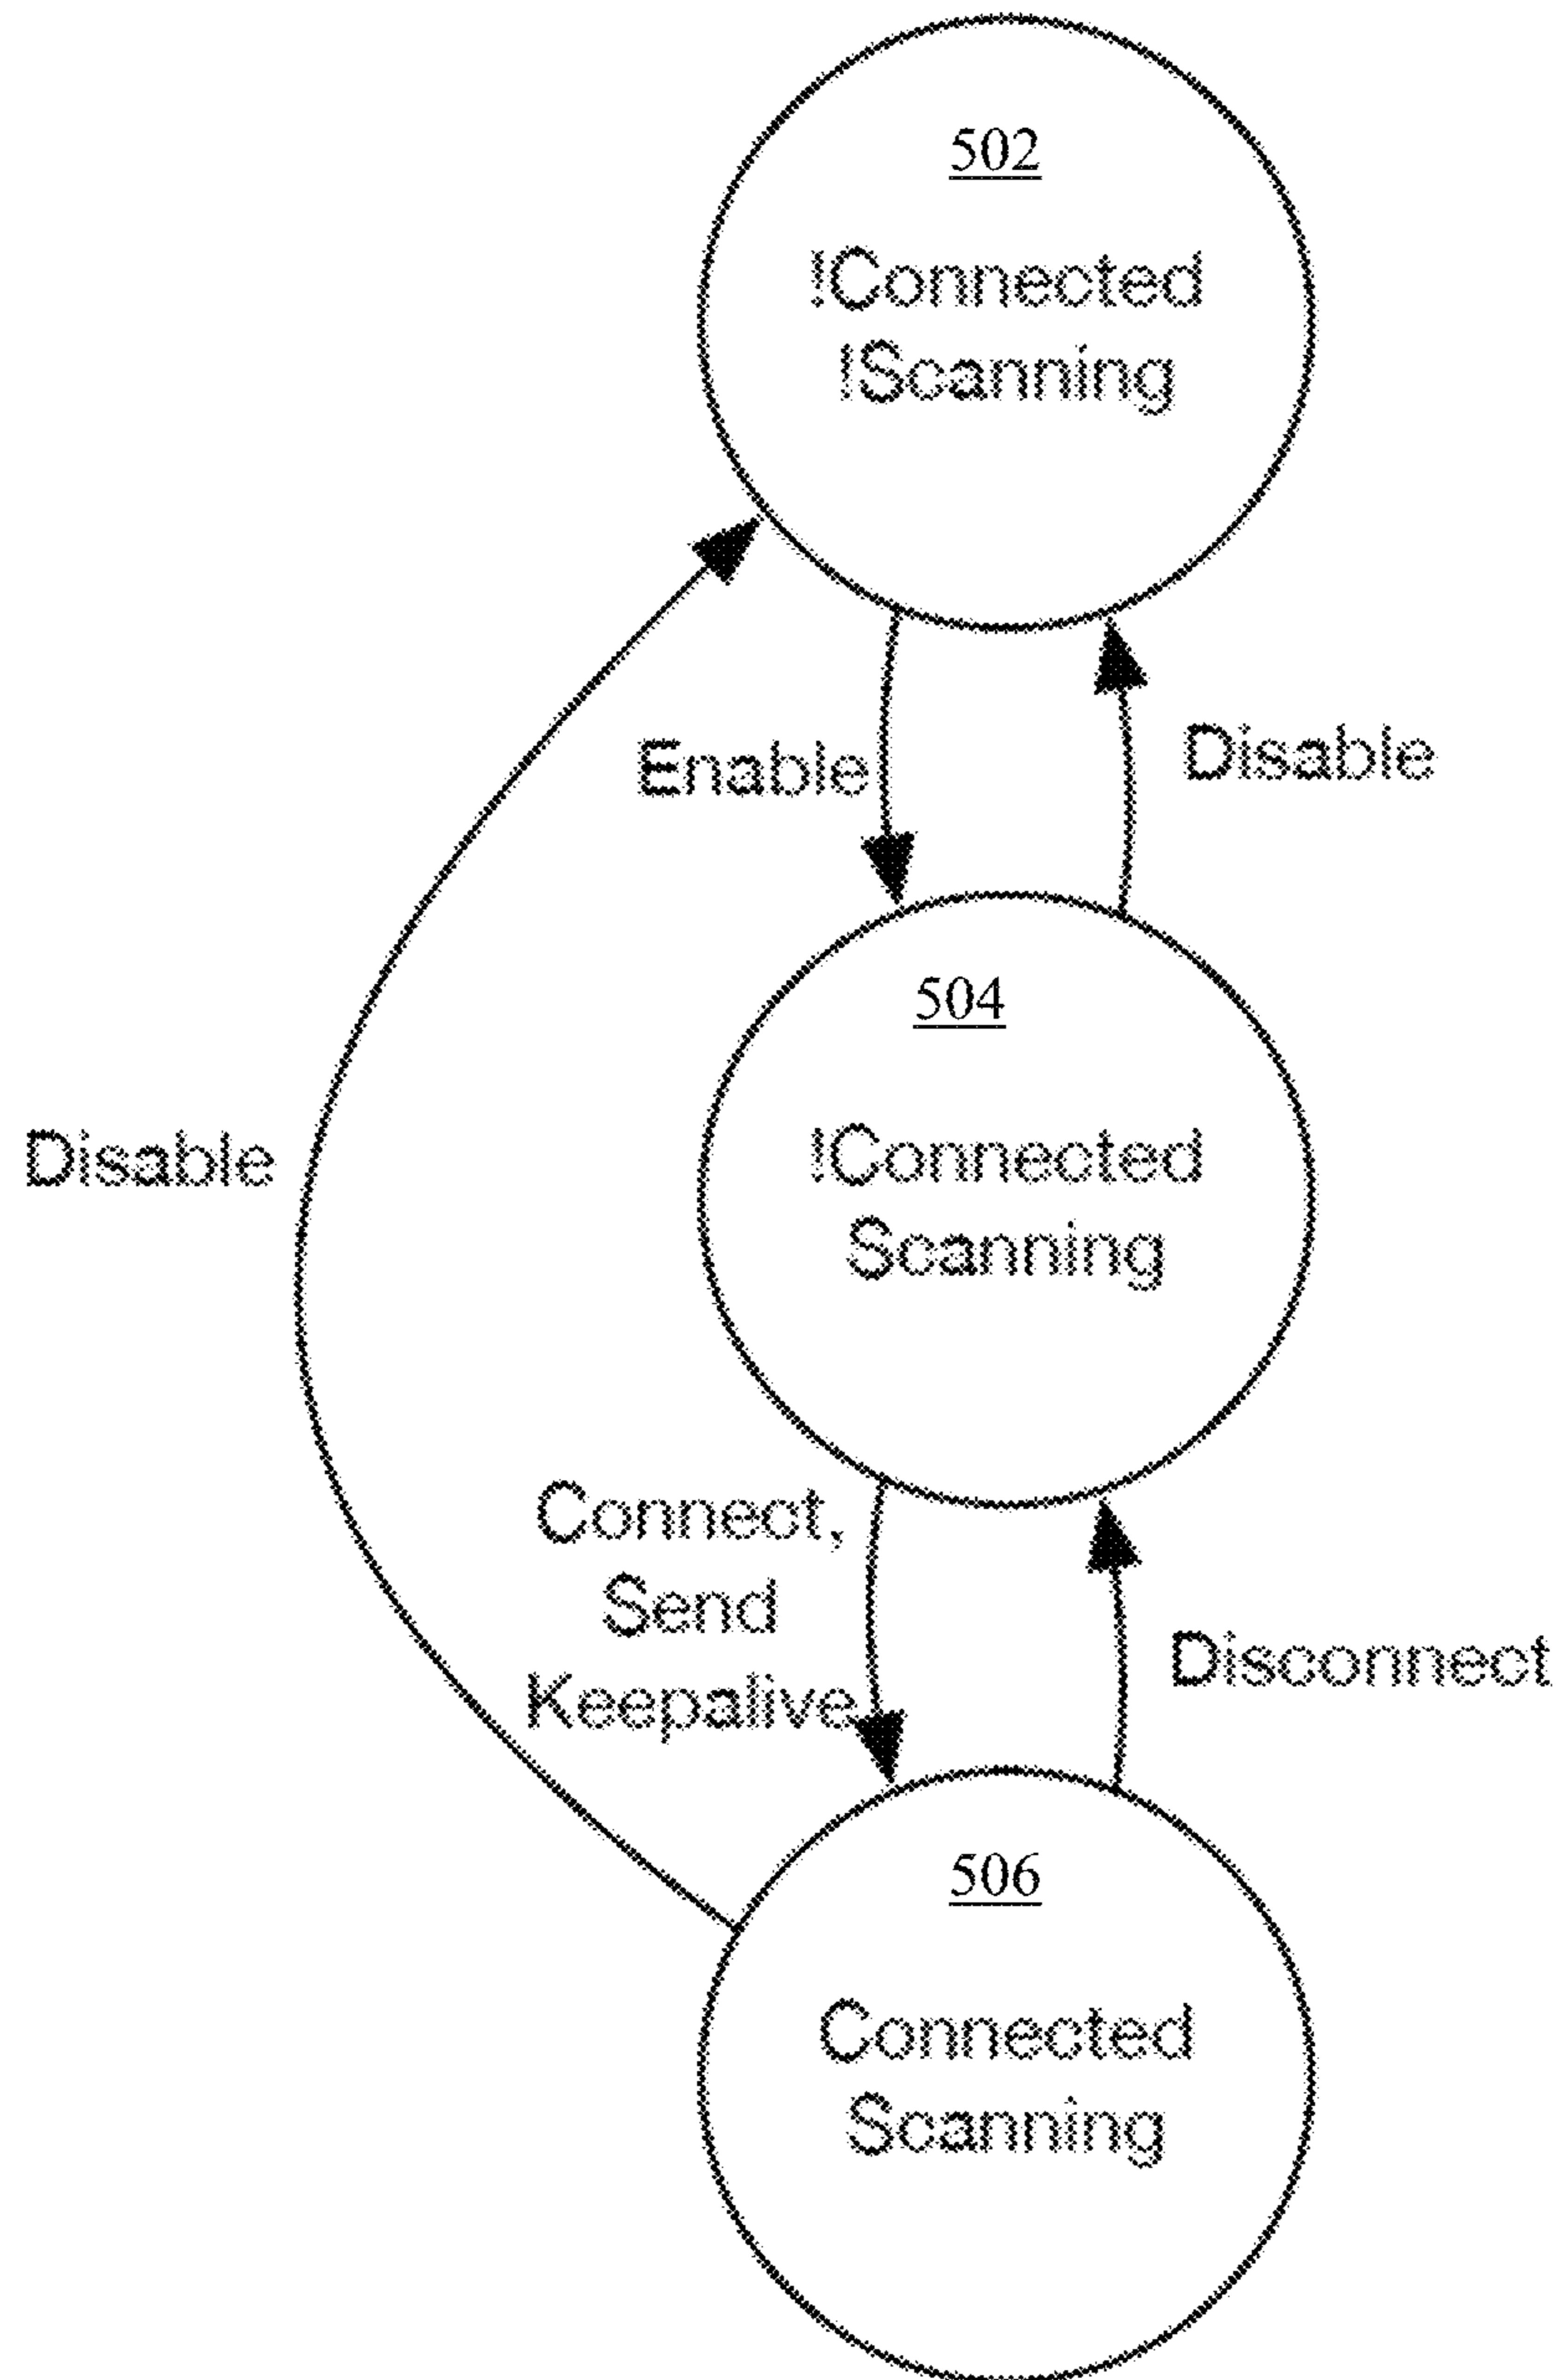 502
!Connected
!Scanning
Enable
Disable
504
!Connected
Scanning
Disable
Connect,
Send
Keepalive
Disconnect
506
Connected
Scanning